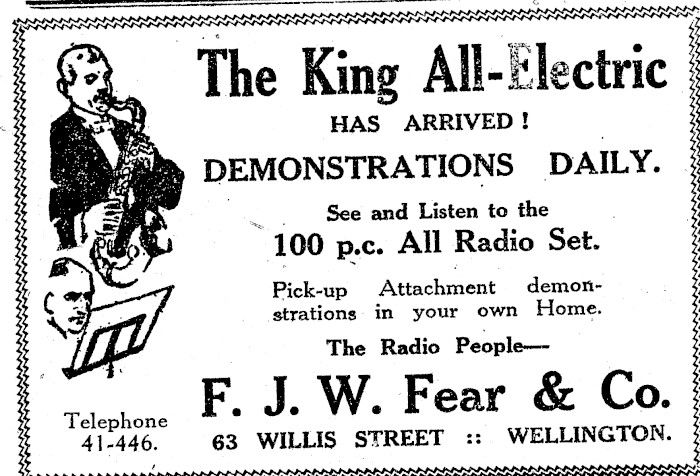 The King All-Electric
HAS ARRIVED!
DEMONSTRATIONS DAILY.
See and Listen to the
100 p.c. All Radio Set.
Pick-up Attachment demon-
strations in your own Home.
The Radio People—
F. J. W. Fear & Co.
Telephone
41-446.
63 WILLIS STREET :: WELLINGTON.